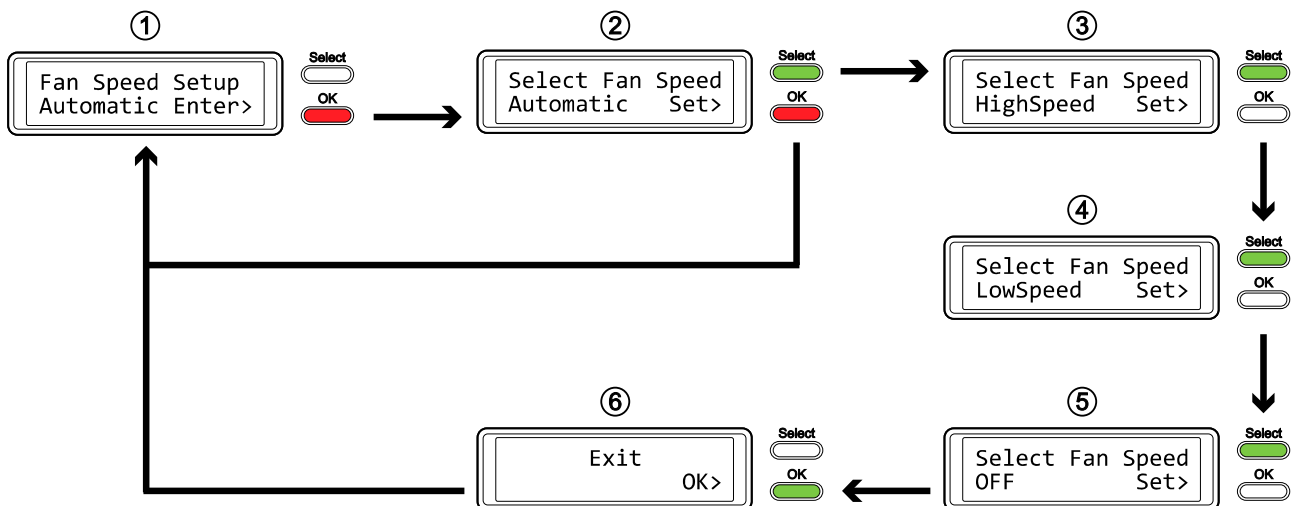 ①
Fan Speed Setup
Automatic Enter>
Select
OK
②
Select Fan Speed
Automatic Set>
Select
OK
③
Select Fan Speed
HighSpeed Set>
Select
OK
④
Select Fan Speed
LowSpeed Set>
Select
OK
⑤
Select Fan Speed
OFF Set>
Select
OK
⑥
Exit
OK>
Select
OK